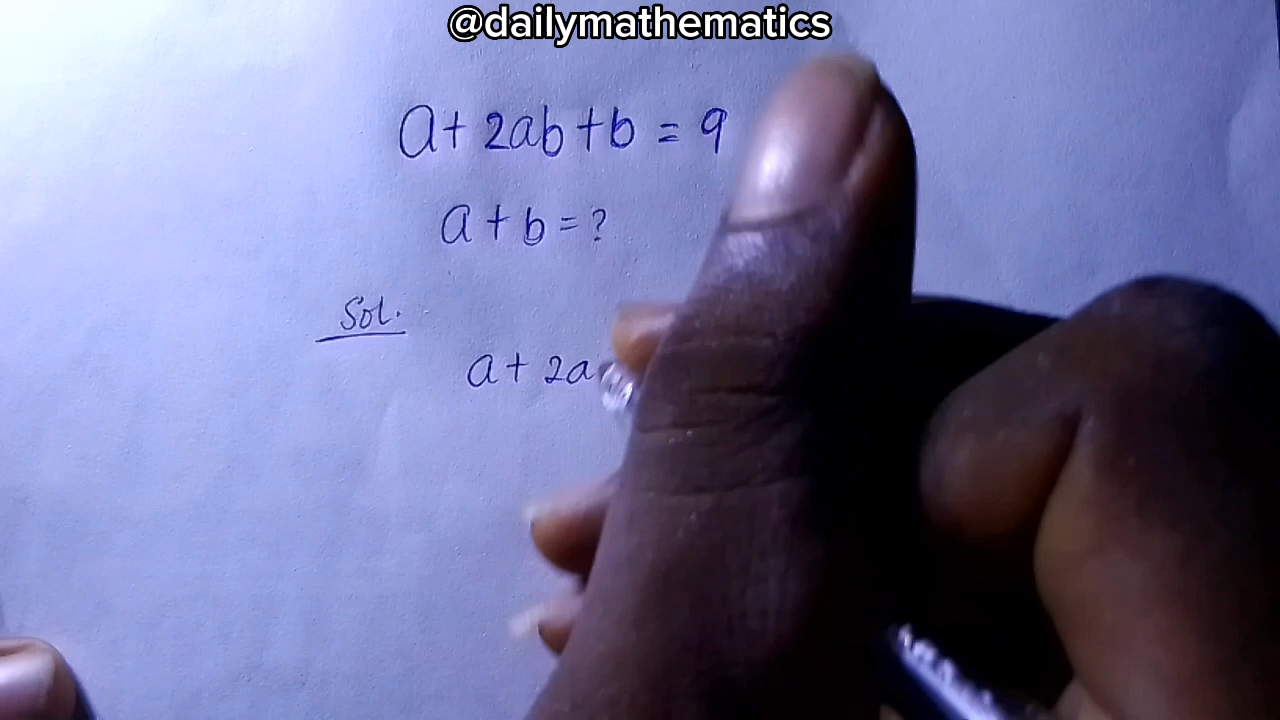 @dailymathematics
a + 2ab + b = 9
a + b = ?
Sol.
a + 2a